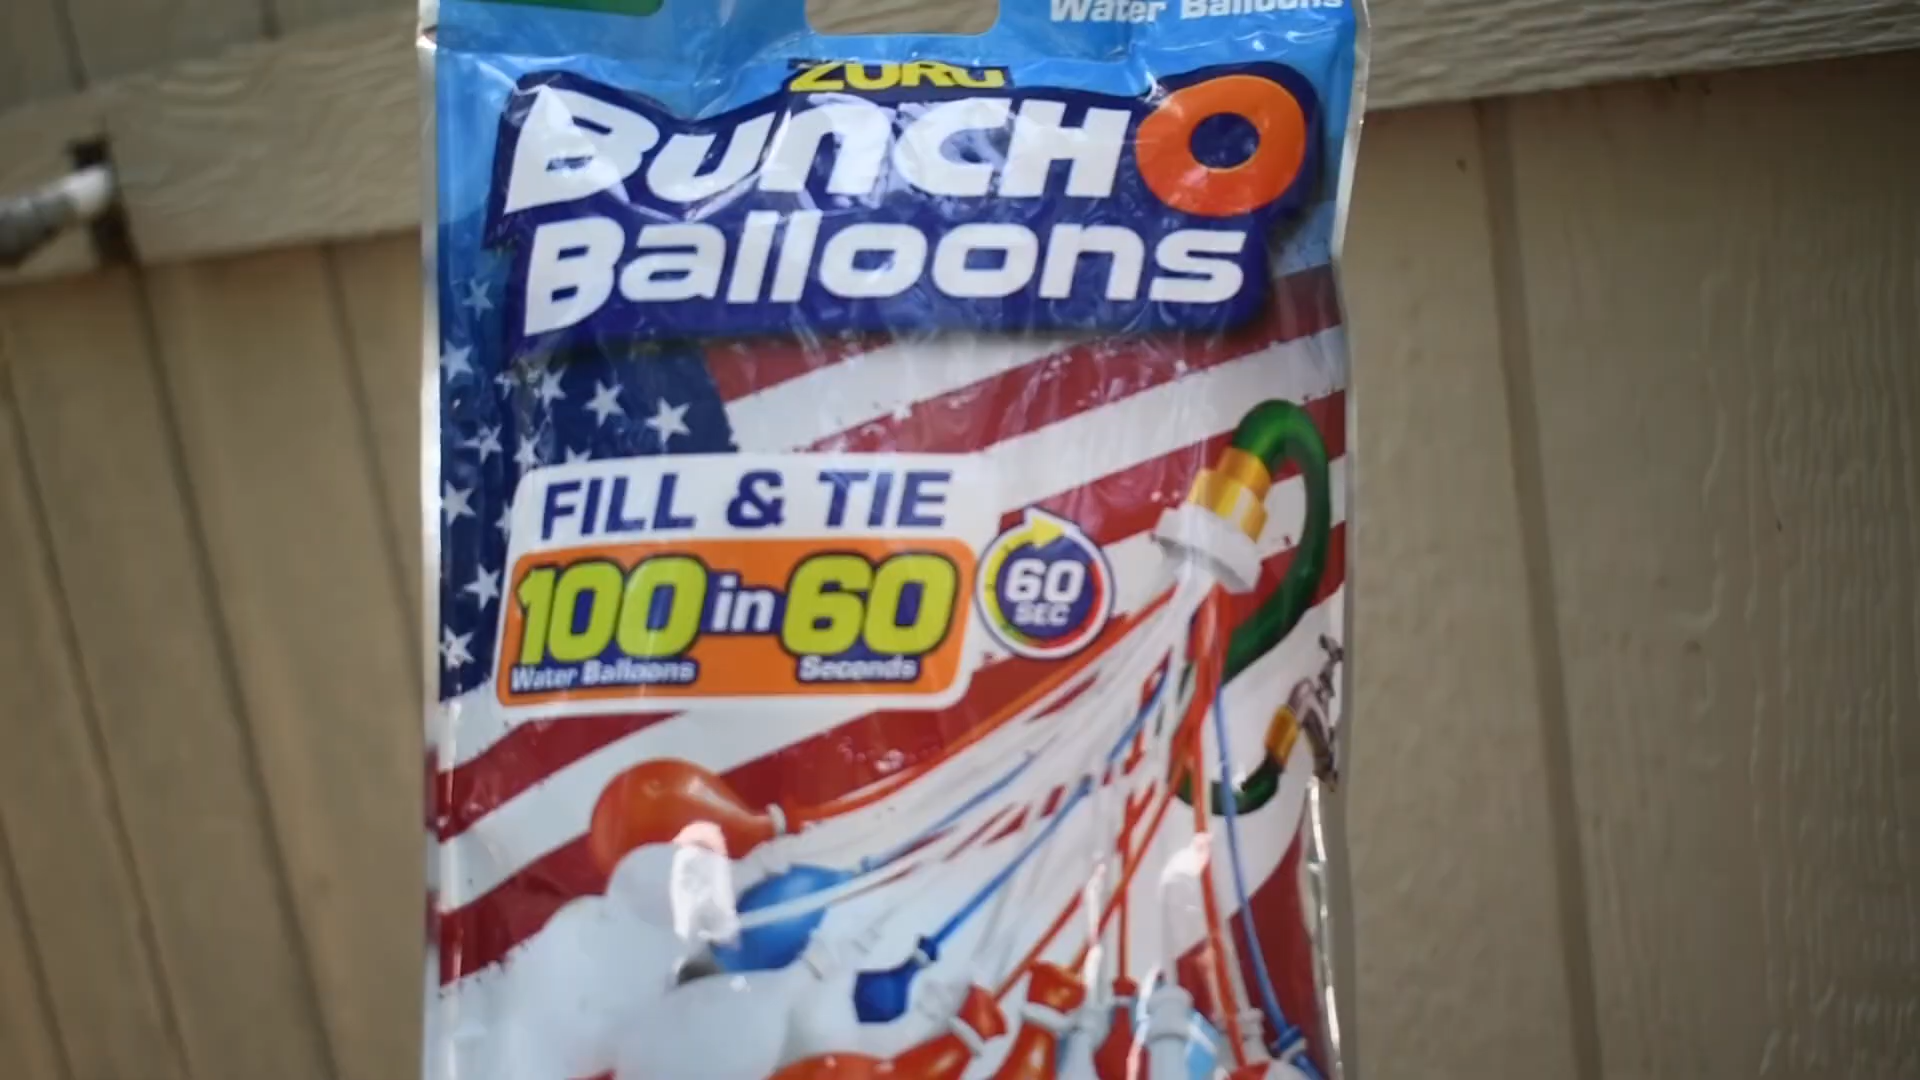 Water Balloons
ZURU
BUNCH O
Balloons
FILL & TIE
100 in 60
Water Balloons Seconds
60
SEC